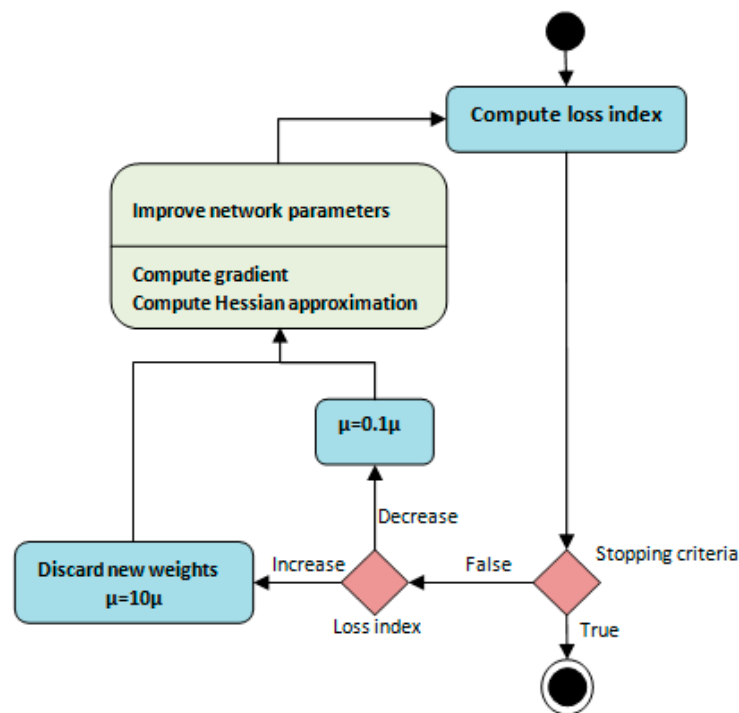 Compute loss index
Improve network parameters
Compute gradient
Compute Hessian approximation
μ=0.1μ
Decrease
Stopping criteria
Discard new weights
μ=10μ
Increase
False
Loss index
True